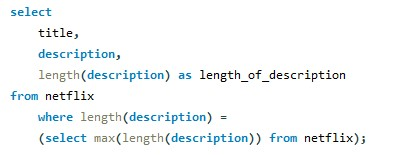 select
title,
description,
length(description) as length_of_description
from netflix
where length(description) =
(select max(length(description)) from netflix);